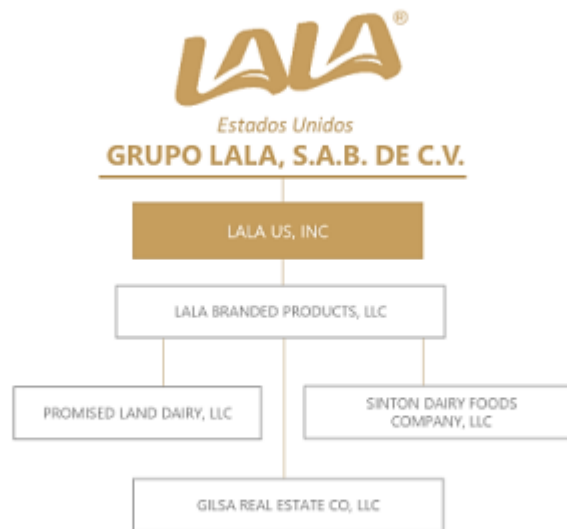 LALA®
Estados Unidos
GRUPO LALA, S.A.B. DE C.V.
LALA US, INC
LALA BRANDED PRODUCTS, LLC
PROMISED LAND DAIRY, LLC
SINTON DAIRY FOODS
COMPANY, LLC
GILSA REAL ESTATE CO, LLC